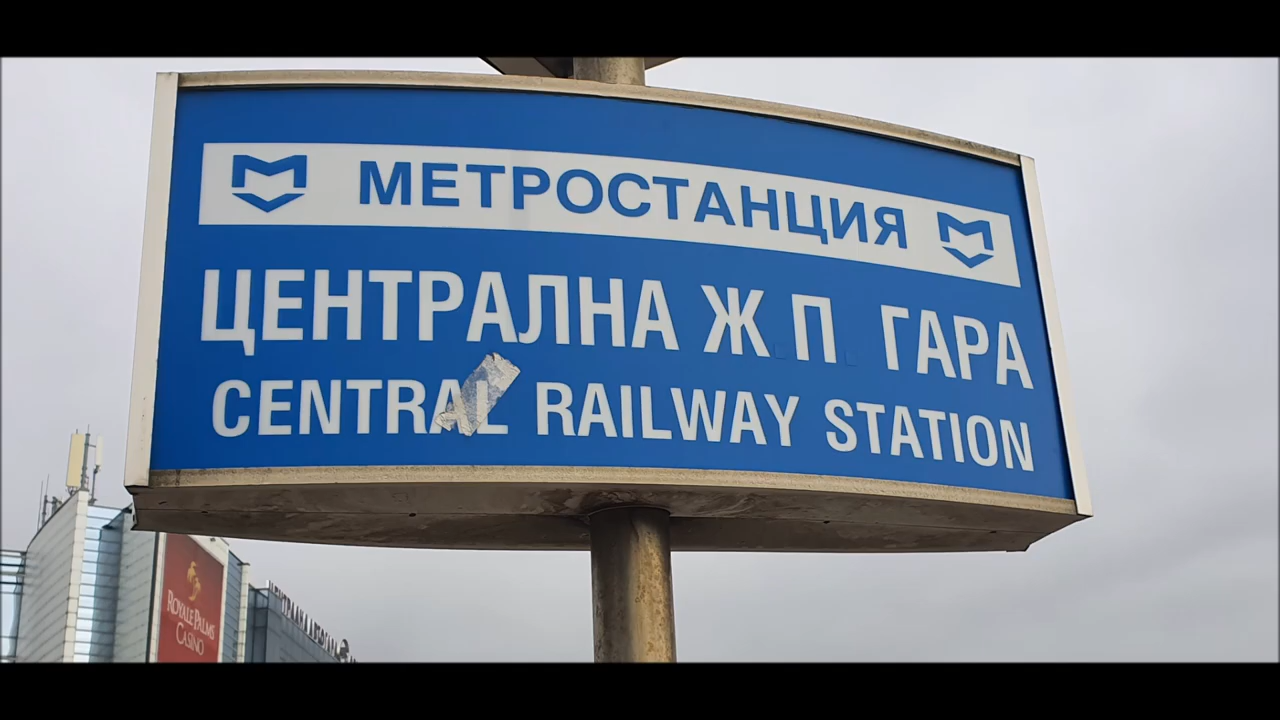 МЕТРОСТАНЦИЯ
ЦЕНТРАЛНА Ж.П. ГАРА
CENTRAL RAILWAY STATION
ROYALE PALMS
CASINO